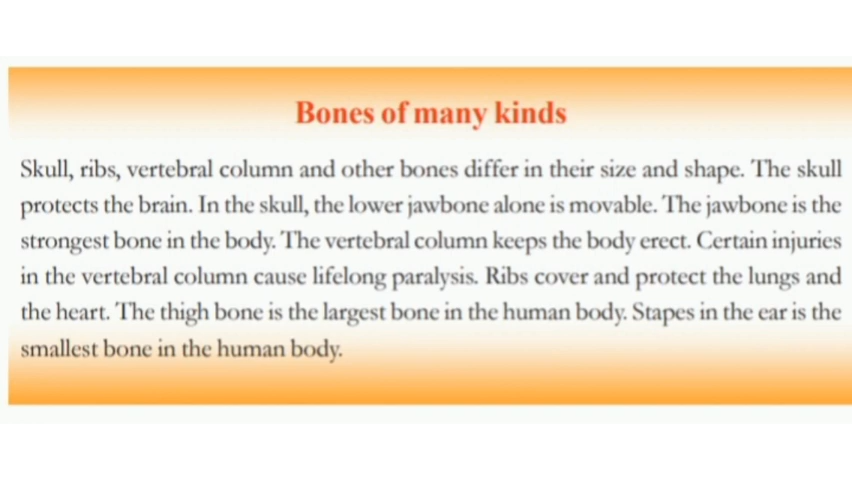 Bones of many kinds
Skull, ribs, vertebral column and other bones differ in their size and shape. The skull
protects the brain. In the skull, the lower jawbone alone is movable. The jawbone is the
strongest bone in the body. The vertebral column keeps the body erect. Certain injuries
in the vertebral column cause lifelong paralysis. Ribs cover and protect the lungs and
the heart. The thigh bone is the largest bone in the human body. Stapes in the ear is the
smallest bone in the human body.